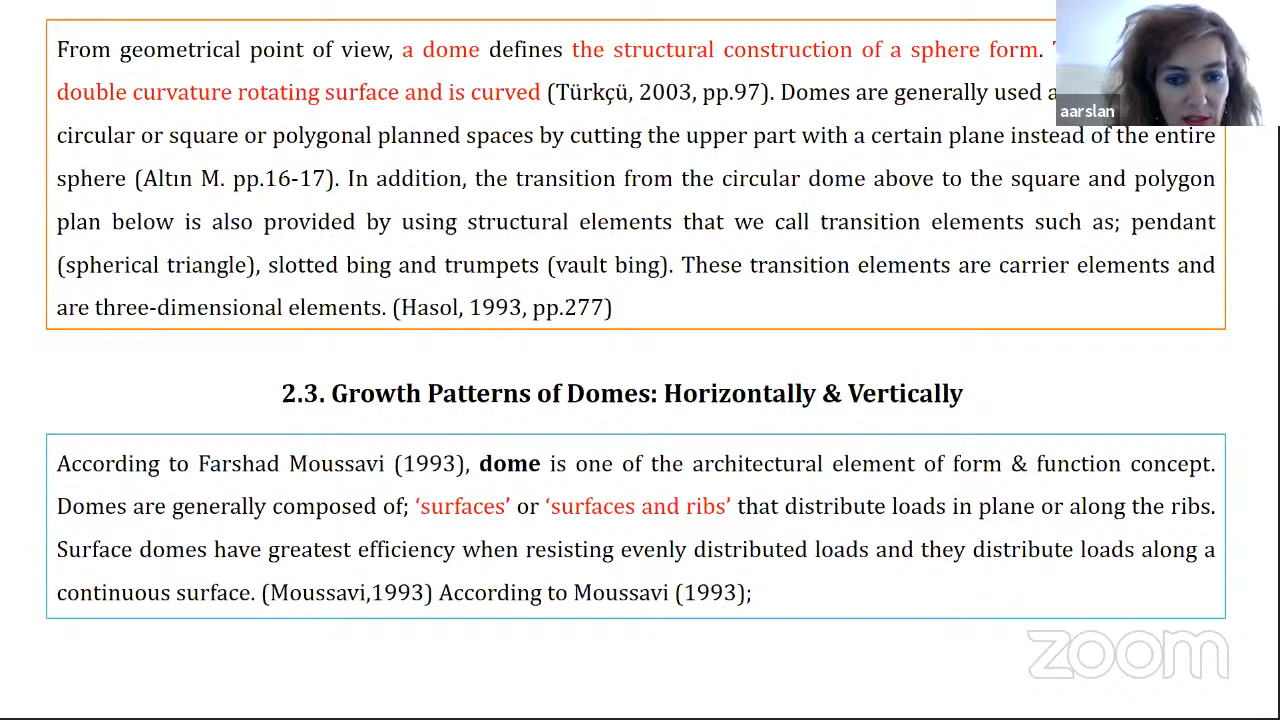 From geometrical point of view, a dome defines the structural construction of a sphere form.
double curvature rotating surface and is curved (Türkçü, 2003, pp.97). Domes are generally used
circular or square or polygonal planned spaces by cutting the upper part with a certain plane instead of the entire
sphere (Altın M. pp.16-17). In addition, the transition from the circular dome above to the square and polygon
plan below is also provided by using structural elements that we call transition elements such as; pendant
(spherical triangle), slotted bing and trumpets (vault bing). These transition elements are carrier elements and
are three-dimensional elements. (Hasol, 1993, pp.277)
aarslan
2.3. Growth Patterns of Domes: Horizontally & Vertically
According to Farshad Moussavi (1993), dome is one of the architectural element of form & function concept.
Domes are generally composed of; ‘surfaces’ or ‘surfaces and ribs’ that distribute loads in plane or along the ribs.
Surface domes have greatest efficiency when resisting evenly distributed loads and they distribute loads along a
continuous surface. (Moussavi,1993) According to Moussavi (1993);
zoom